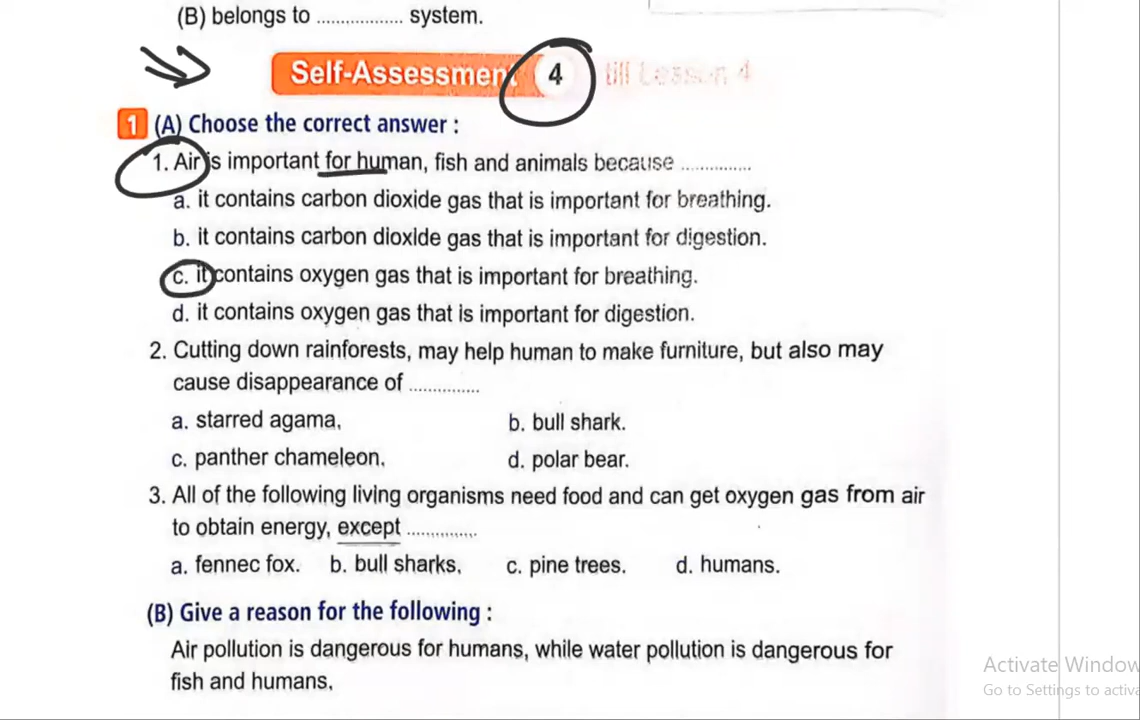 (B) belongs to .................. system.
Self-Assessment 4 till Lesson 4
1 (A) Choose the correct answer :
1. Air is important for human, fish and animals because ..............
a. it contains carbon dioxide gas that is important for breathing.
b. it contains carbon dioxide gas that is important for digestion.
c. it contains oxygen gas that is important for breathing.
d. it contains oxygen gas that is important for digestion.
2. Cutting down rainforests, may help human to make furniture, but also may
cause disappearance of ..............
a. starred agama. b. bull shark.
c. panther chameleon. d. polar bear.
3. All of the following living organisms need food and can get oxygen gas from air
to obtain energy, except ..............
a. fennec fox. b. bull sharks. c. pine trees. d. humans.
(B) Give a reason for the following :
Air pollution is dangerous for humans, while water pollution is dangerous for
fish and humans.
Activate Window
Go to Settings to activa